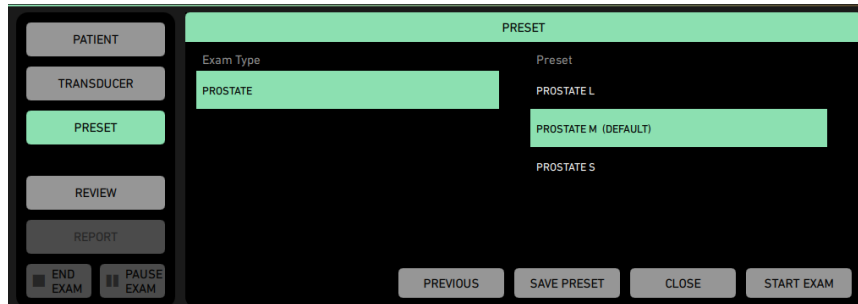 PATIENT
TRANSDUCER
PRESET
REVIEW
REPORT
END
EXAM
PAUSE
EXAM
PRESET
Exam Type
PROSTATE
Preset
PROSTATE L
PROSTATE M (DEFAULT)
PROSTATE S
PREVIOUS
SAVE PRESET
CLOSE
START EXAM